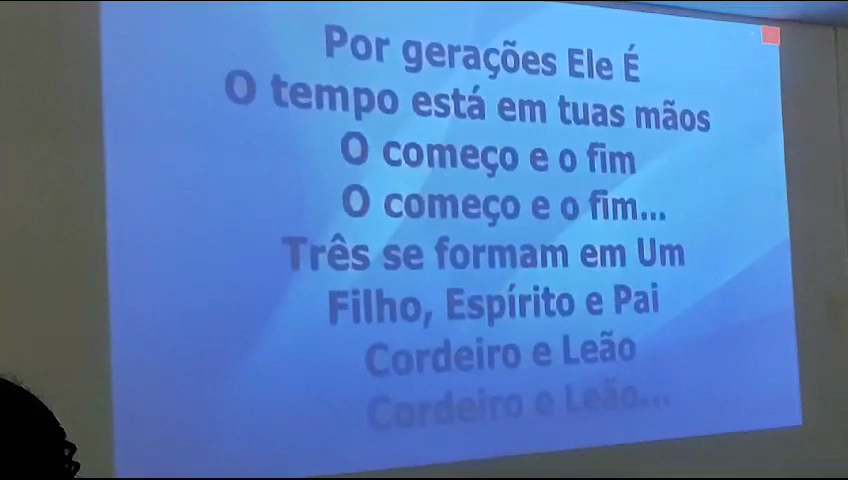 Por gerações Ele É
O tempo está em tuas mãos
O começo e o fim
O começo e o fim...
Três se formam em Um
Filho, Espírito e Pai
Cordeiro e Leão
Cordeiro e Leão...